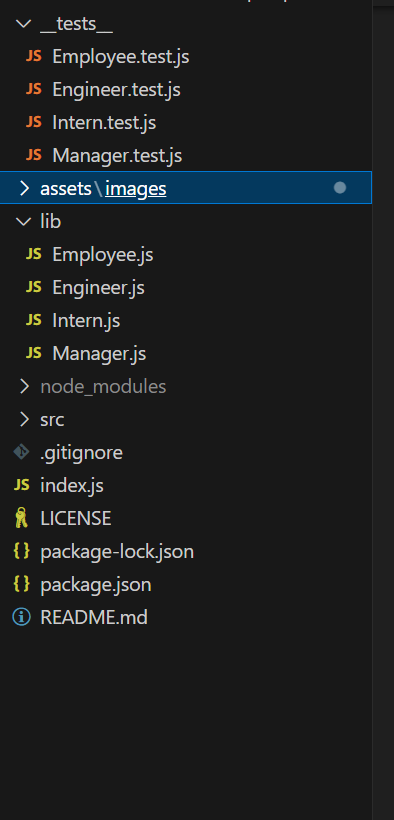 __tests__
JS Employee.test.js
JS Engineer.test.js
JS Intern.test.js
JS Manager.test.js
assets\images
lib
JS Employee.js
JS Engineer.js
JS Intern.js
JS Manager.js
node_modules
src
.gitignore
JS index.js
LICENSE
{} package-lock.json
{} package.json
README.md